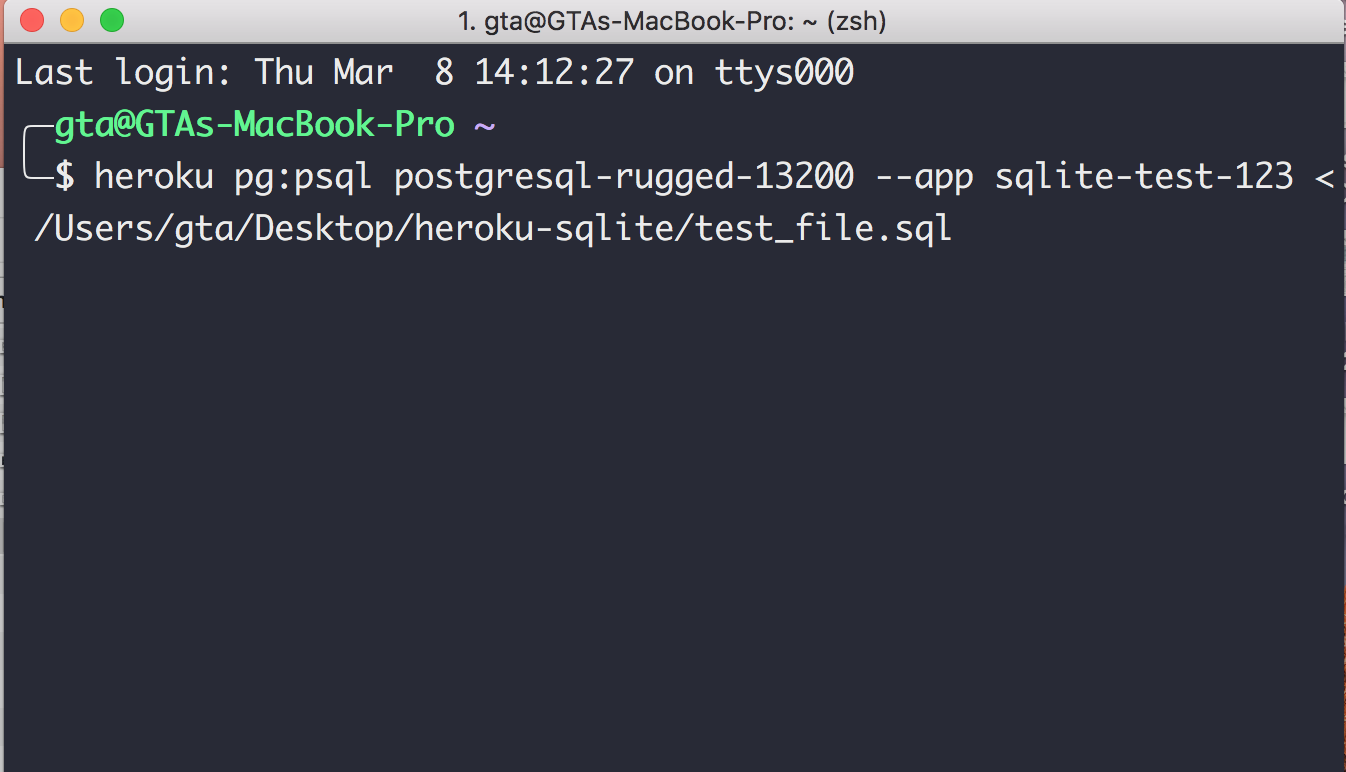 1. gta@GTAs-MacBook-Pro: ~ (zsh)
Last login: Thu Mar  8 14:12:27 on ttys000
gta@GTAs-MacBook-Pro ~
$ heroku pg:psql postgresql-rugged-13200 --app sqlite-test-123 <
/Users/gta/Desktop/heroku-sqlite/test_file.sql